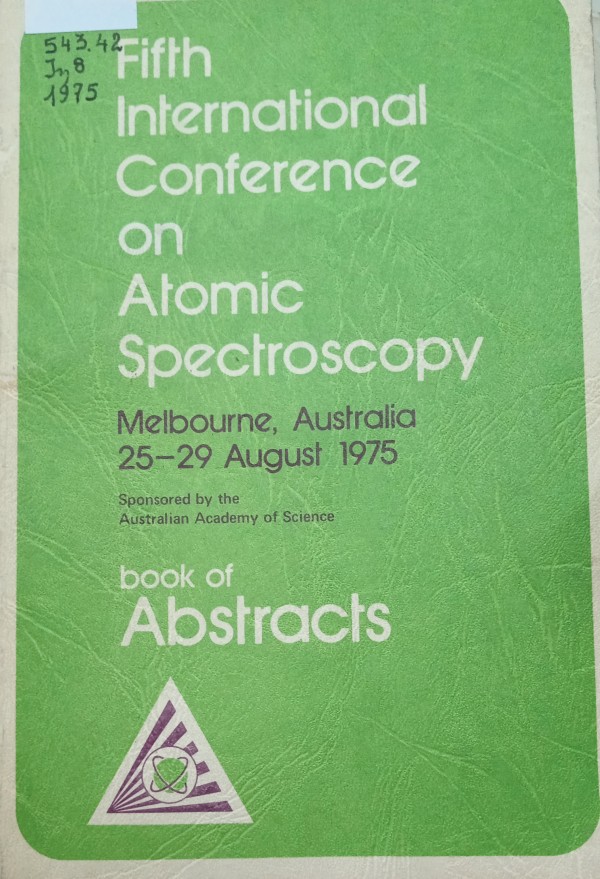 543.42
In8
1975
Fifth
International
Conference
on
Atomic
Spectroscopy
Melbourne, Australia
25–29 August 1975
Sponsored by the
Australian Academy of Science
book of
Abstracts